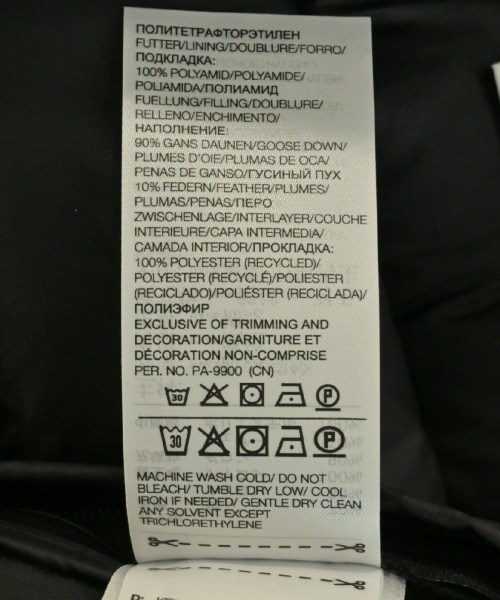 ПОЛИТЕТРАФТОРЭТИЛЕН
FUTTER/LINING/DOUBLURE/FORRO/
ПОДКЛАДКА:
100% POLYAMID/POLYAMIDE/
POLIAMIDA/ПОЛИАМИД
FUELLUNG/FILLING/DOUBLURE/
RELLENO/ENCHIMENTO/
НАПОЛНЕНИЕ:
90% GANS DAUNEN/GOOSE DOWN/
PLUMES D'OIE/PLUMAS DE OCA/
PENAS DE GANSO/ГУСИНЫЙ ПУХ
10% FEDERN/FEATHER/PLUMES/
PLUMAS/PENAS/ПЕРО
ZWISCHENLAGE/INTERLAYER/COUCHE
INTERIEURE/CAPA INTERMEDIA/
CAMADA INTERIOR/ПРОКЛАДКА:
100% POLYESTER (RECYCLED)/
POLYESTER (RECYCLÉ)/POLIESTER
(RECICLADO)/POLIÉSTER (RECICLADA)/
ПОЛИЭФИР
EXCLUSIVE OF TRIMMING AND
DECORATION/GARNITURE ET
DÉCORATION NON-COMPRISE
PER. NO. PA-9900 (CN)
30 P
30 P
MACHINE WASH COLD/ DO NOT
BLEACH/ TUMBLE DRY LOW/ COOL
IRON IF NEEDED/ GENTLE DRY CLEAN
ANY SOLVENT EXCEPT
TRICHLORETHYLENE